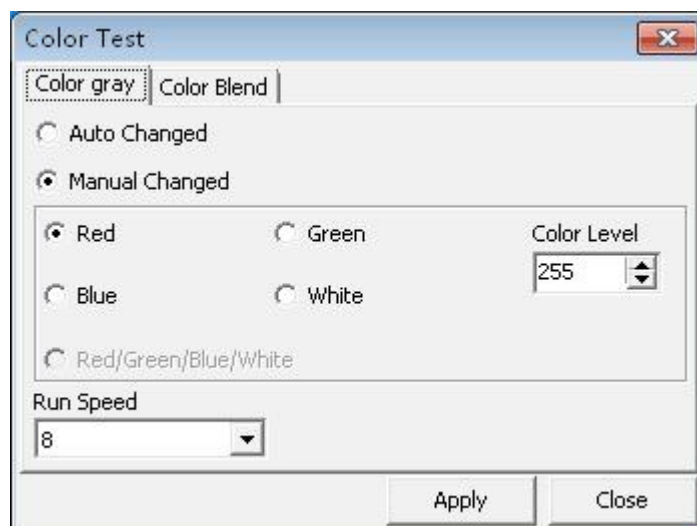 Color Test
Color gray Color Blend
Auto Changed
Manual Changed
Red Green Color Level
255
Blue White
Red/Green/Blue/White
Run Speed
8
Apply Close